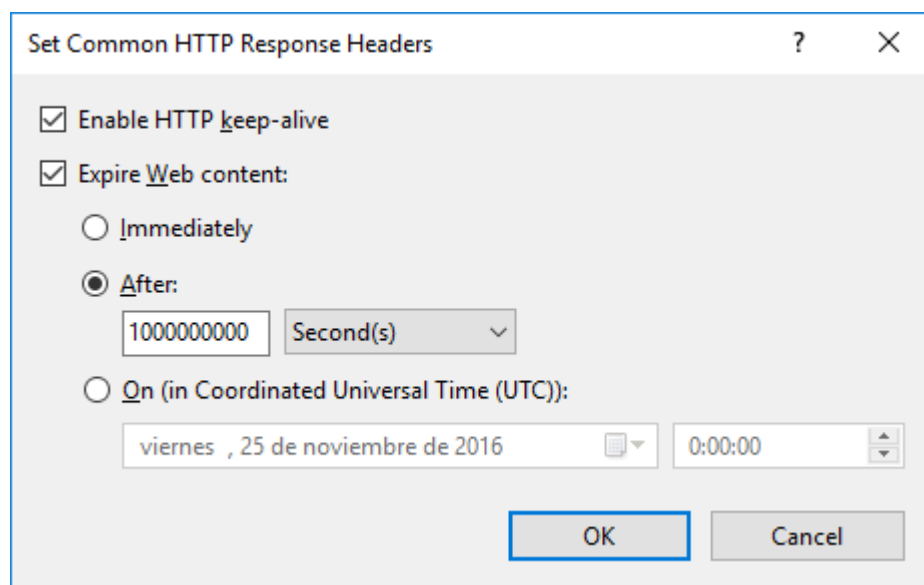 Set Common HTTP Response Headers ?
Enable HTTP keep-alive
Expire Web content:
Immediately
After:
1000000000 Second(s)
On (in Coordinated Universal Time (UTC)):
viernes , 25 de noviembre de 2016 0:00:00
OK Cancel